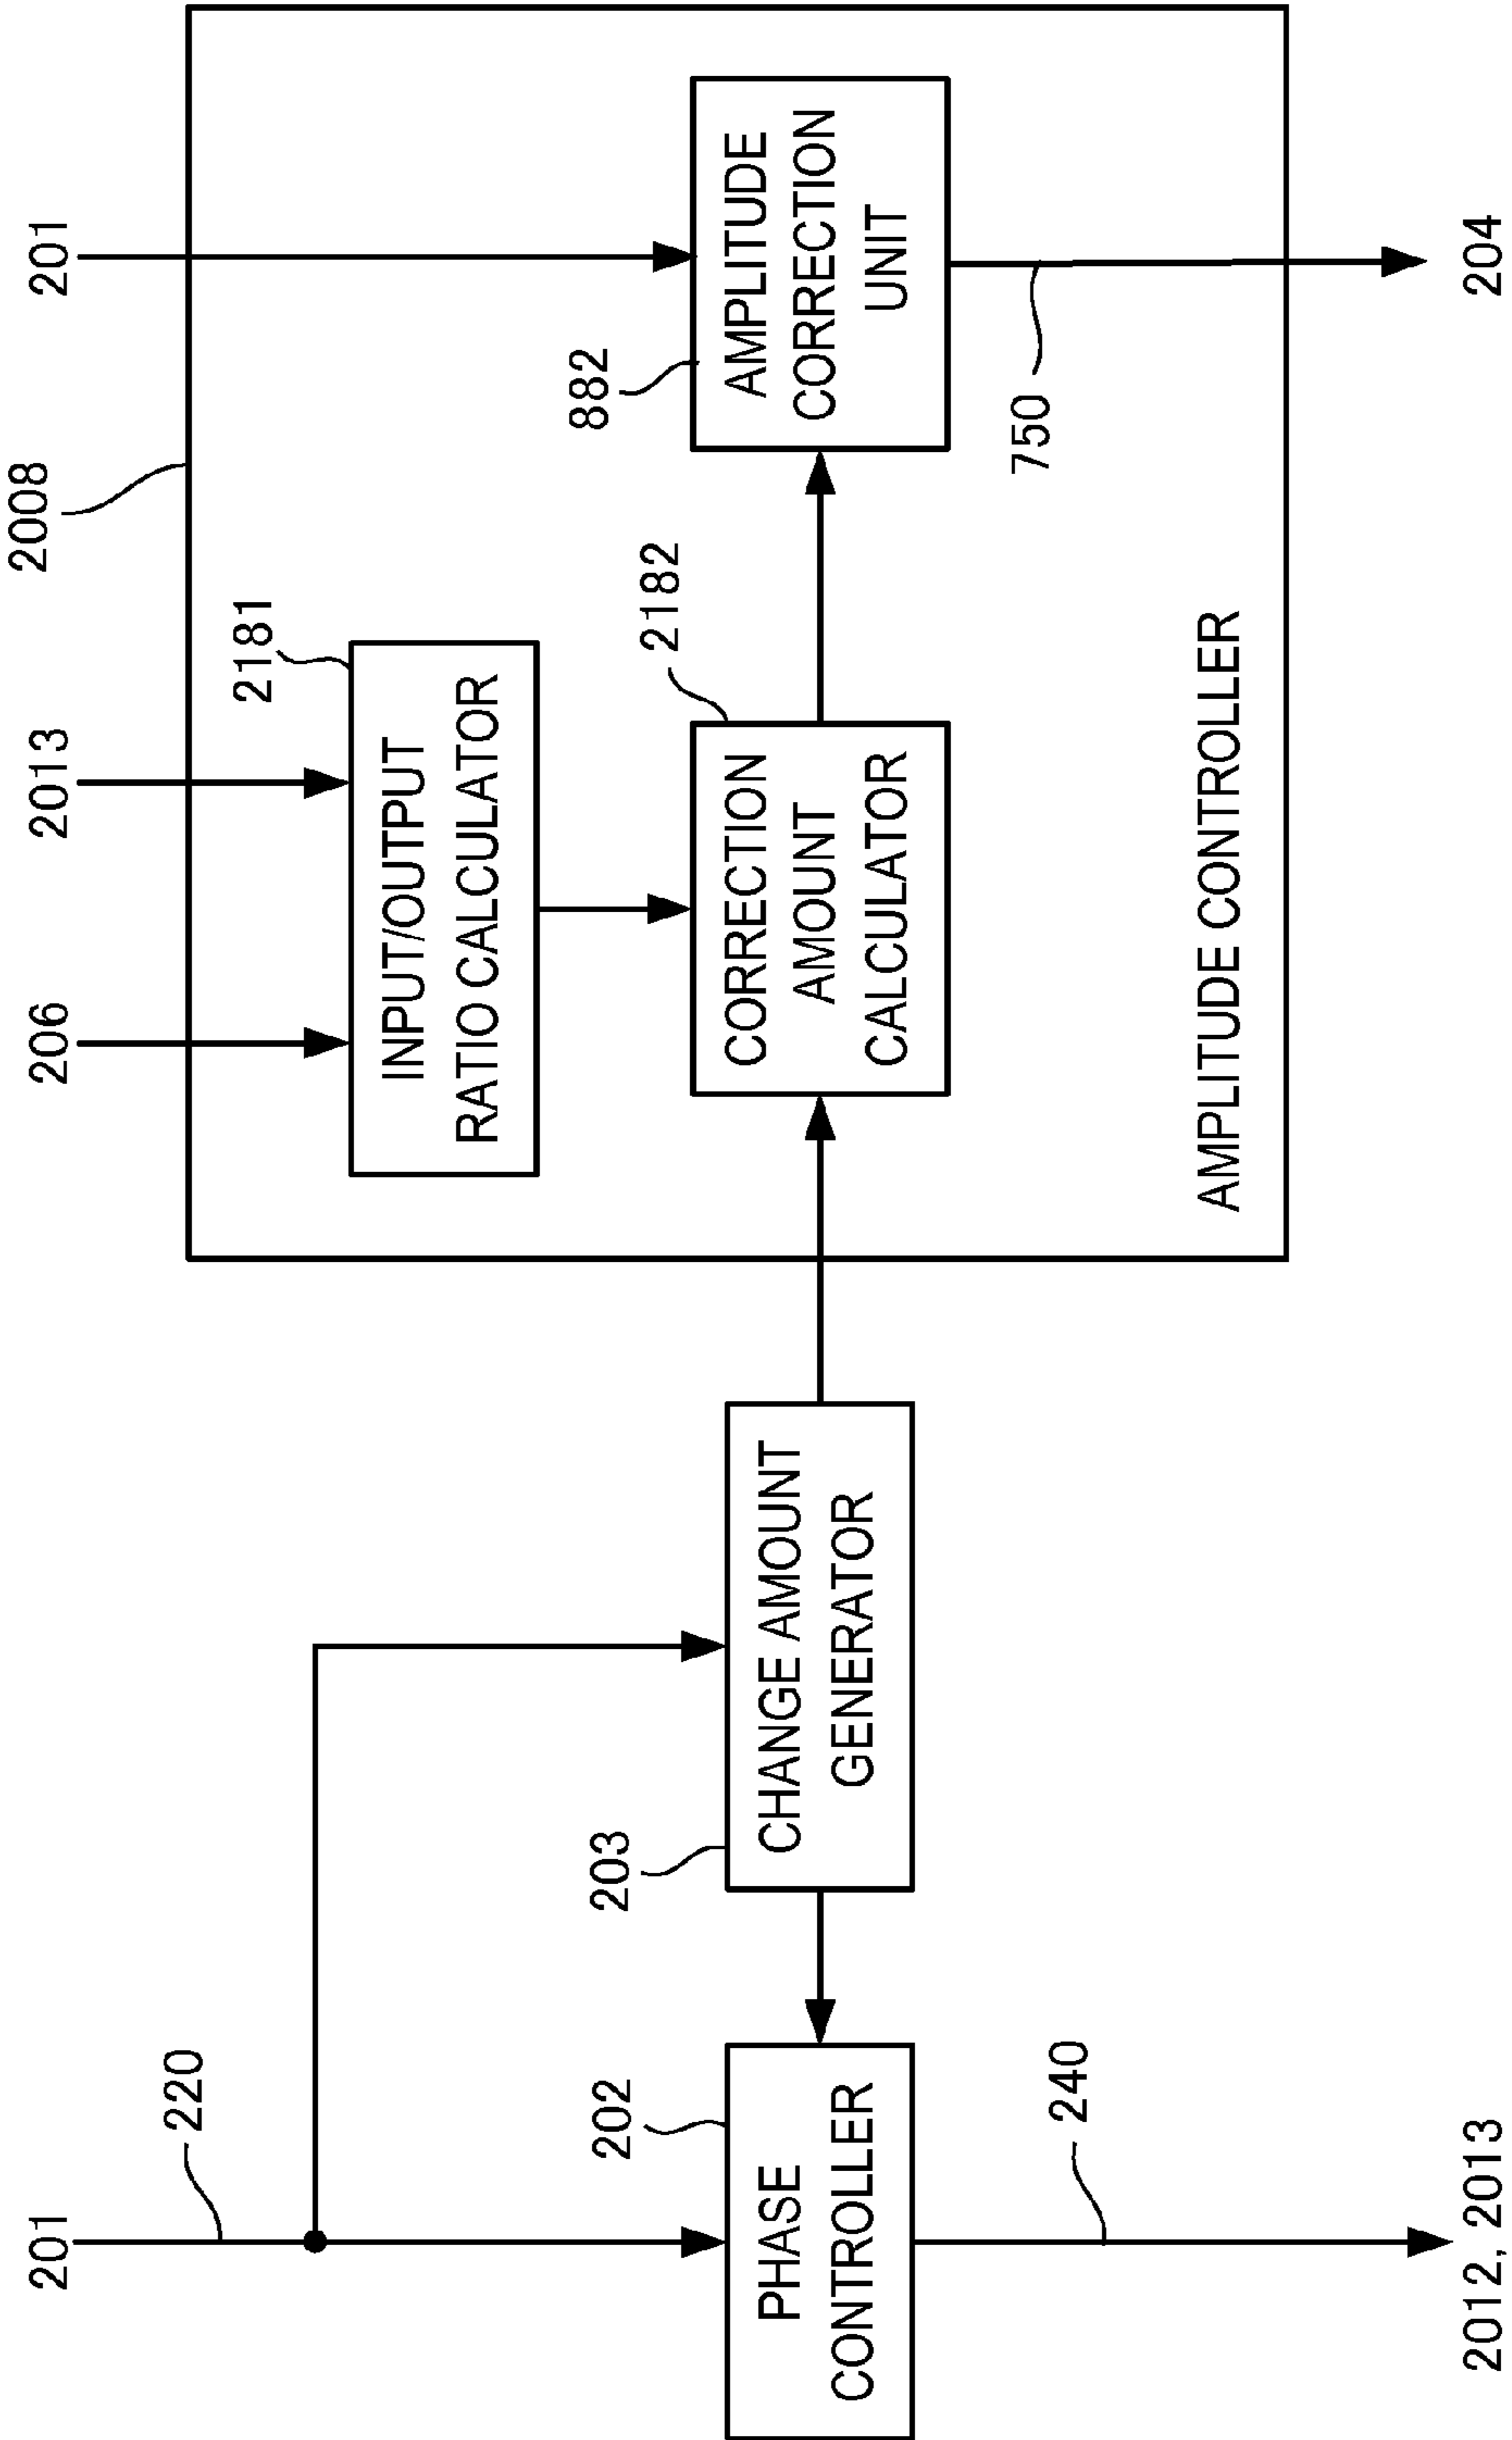 201
220
202
PHASE
CONTROLLER
240
2012, 2013
203
CHANGE AMOUNT
GENERATOR
206
2013
2008
201
2181
INPUT/OUTPUT
RATIO CALCULATOR
2182
CORRECTION
AMOUNT
CALCULATOR
882
AMPLITUDE
CORRECTION
UNIT
750
AMPLITUDE CONTROLLER
204